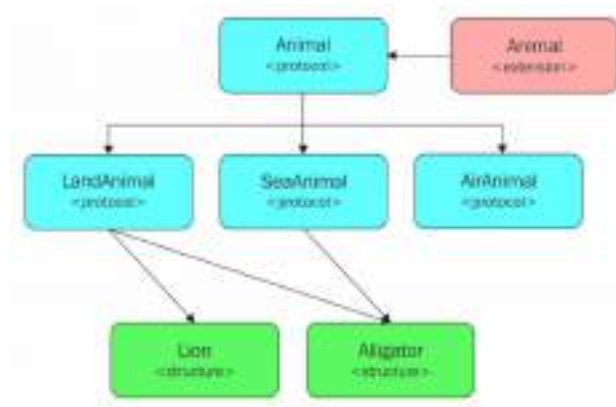 Animal
<protocol>
Animal
<extension>
LandAnimal
<protocol>
SeaAnimal
<protocol>
AirAnimal
<protocol>
Lion
<structure>
Alligator
<structure>